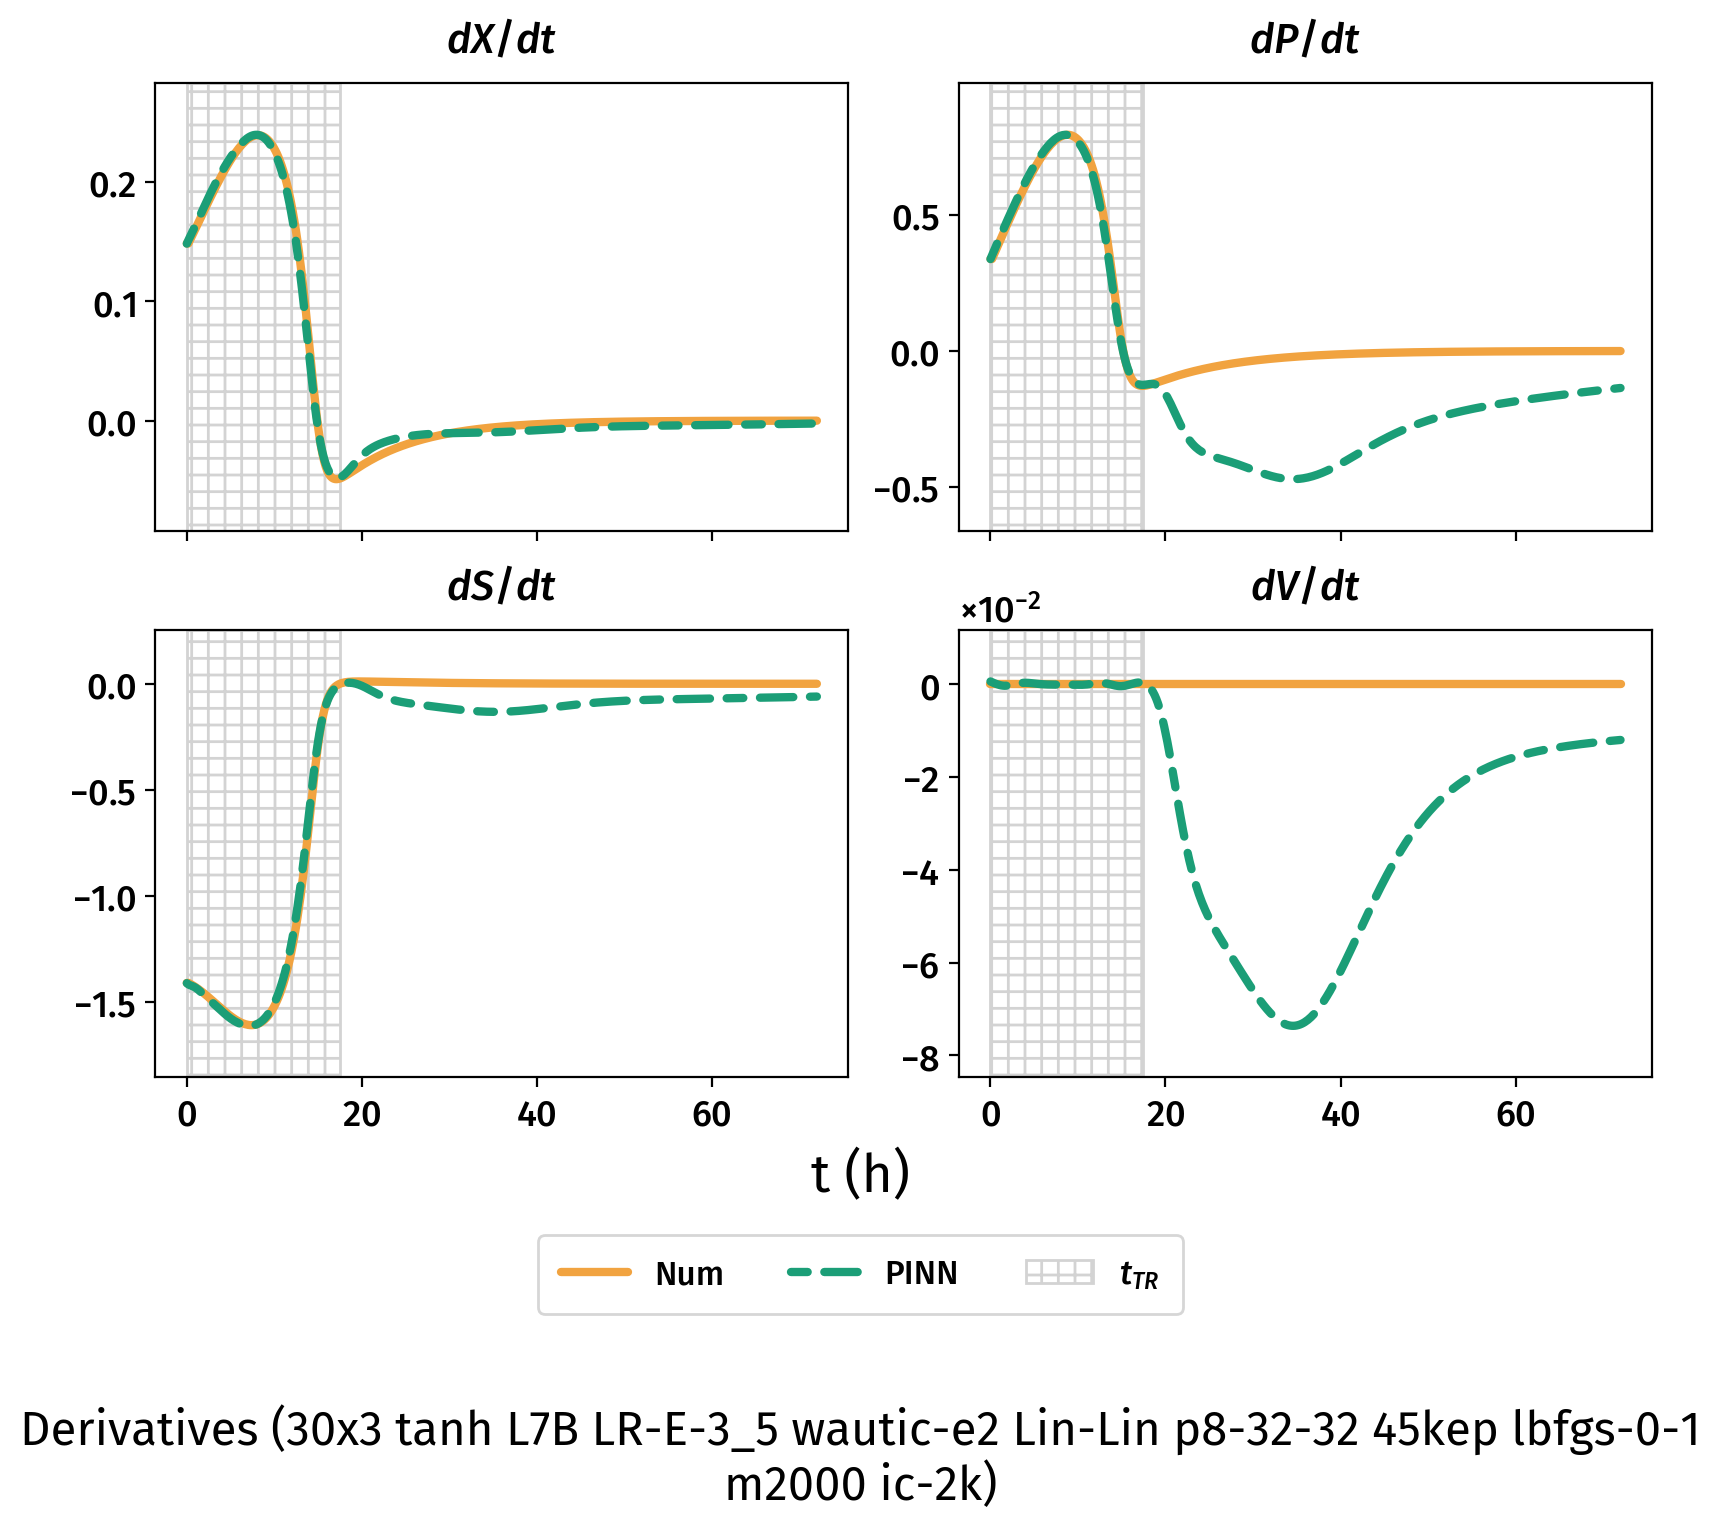 dX/dt
dP/dt
0.2
0.1
0.0
0.5
0.0
−0.5
dS/dt
dV/dt
×10⁻²
0.0
−0.5
−1.0
−1.5
0
−2
−4
−6
−8
0 20 40 60
0 20 40 60
t (h)
Num PINN t_TR
Derivatives (30x3 tanh L7B LR-E-3_5 wautic-e2 Lin-Lin p8-32-32 45kep lbfgs-0-1
m2000 ic-2k)